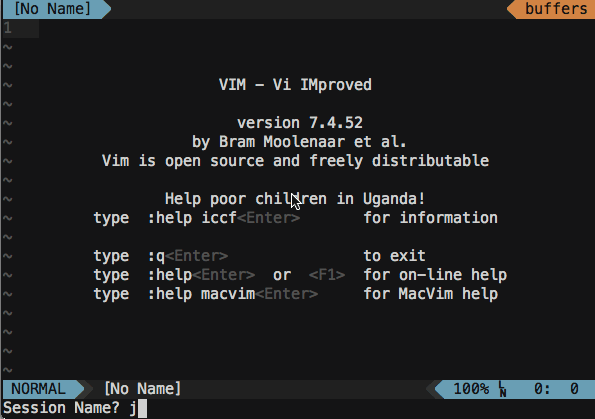 [No Name] buffers
1
~
~
~
VIM - Vi IMproved
~
~
version 7.4.52
~
by Bram Moolenaar et al.
~
Vim is open source and freely distributable
~
~
Help poor children in Uganda!
~
type :help iccf<Enter> for information
~
~
type :q<Enter> to exit
~
type :help<Enter> or <F1> for on-line help
~
type :help macvim<Enter> for MacVim help
~
~
~
~
NORMAL [No Name] 100% LN 0: 0
Session Name? j